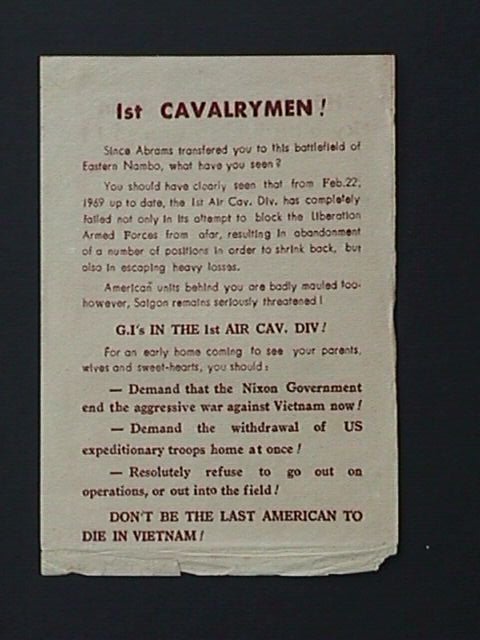 1st CAVALRYMEN !
Since Abrams transfered you to this battlefield of
Eastern Nambo, what have you seen ?
You should have clearly seen that from Feb.22,
1969 up to date, the 1st Air Cav. Div. has completely
failed not only in its attempt to block the Liberation
Armed Forces from afar, resulting in abandonment
of a number of positions in order to shrink back, but
also in escaping heavy losses.
American units behind you are badly mauled too-
however, Saigon remains seriously threatened !
G.I's IN THE 1st AIR CAV. DIV !
For an early home coming to see your parents,
wives and sweet-hearts, you should :
— Demand that the Nixon Government
end the aggressive war against Vietnam now !
— Demand the withdrawal of US
expeditionary troops home at once !
— Resolutely refuse to go out on
operations, or out into the field !
DON'T BE THE LAST AMERICAN TO
DIE IN VIETNAM !